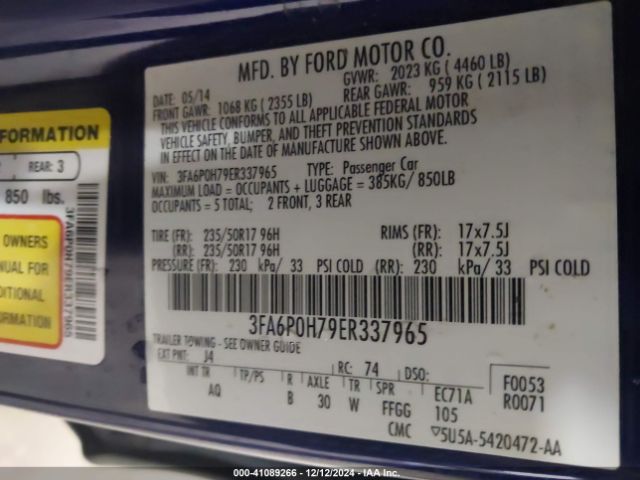 MFD. BY FORD MOTOR CO.
DATE: 05/14 GVWR: 2023 KG ( 4460 LB)
FRONT GAWR: 1068 KG ( 2355 LB) REAR GAWR: 959 KG ( 2115 LB)
THIS VEHICLE CONFORMS TO ALL APPLICABLE FEDERAL MOTOR
VEHICLE SAFETY, BUMPER, AND THEFT PREVENTION STANDARDS
IN EFFECT ON THE DATE OF MANUFACTURE SHOWN ABOVE.
VIN: 3FA6P0H79ER337965 TYPE: Passenger Car
MAXIMUM LOAD = OCCUPANTS + LUGGAGE = 385KG/ 850LB
OCCUPANTS = 5 TOTAL; 2 FRONT, 3 REAR
TIRE (FR): 235/50R17 96H RIMS (FR): 17x7.5J
(RR): 235/50R17 96H (RR): 17x7.5J
PRESSURE (FR): 230 kPa/ 33 PSI COLD (RR): 230 kPa/ 33 PSI COLD
3FA6P0H79ER337965
TRAILER TOWING - SEE OWNER GUIDE
EXT PNT: J4 RC: 74 DSO: F0053
INT TR TP/PS R AXLE TR SPR EC71A R0071
AQ B 30 W FFGG 105
CMC 5U5A-5420472-AA
FORMATION
REAR: 3
850 lbs.
OWNERS
NUAL FOR
DITIONAL
FORMATION
3FA6P0H79ER337965
000-41089266 - 12/12/2024 - IAA Inc.